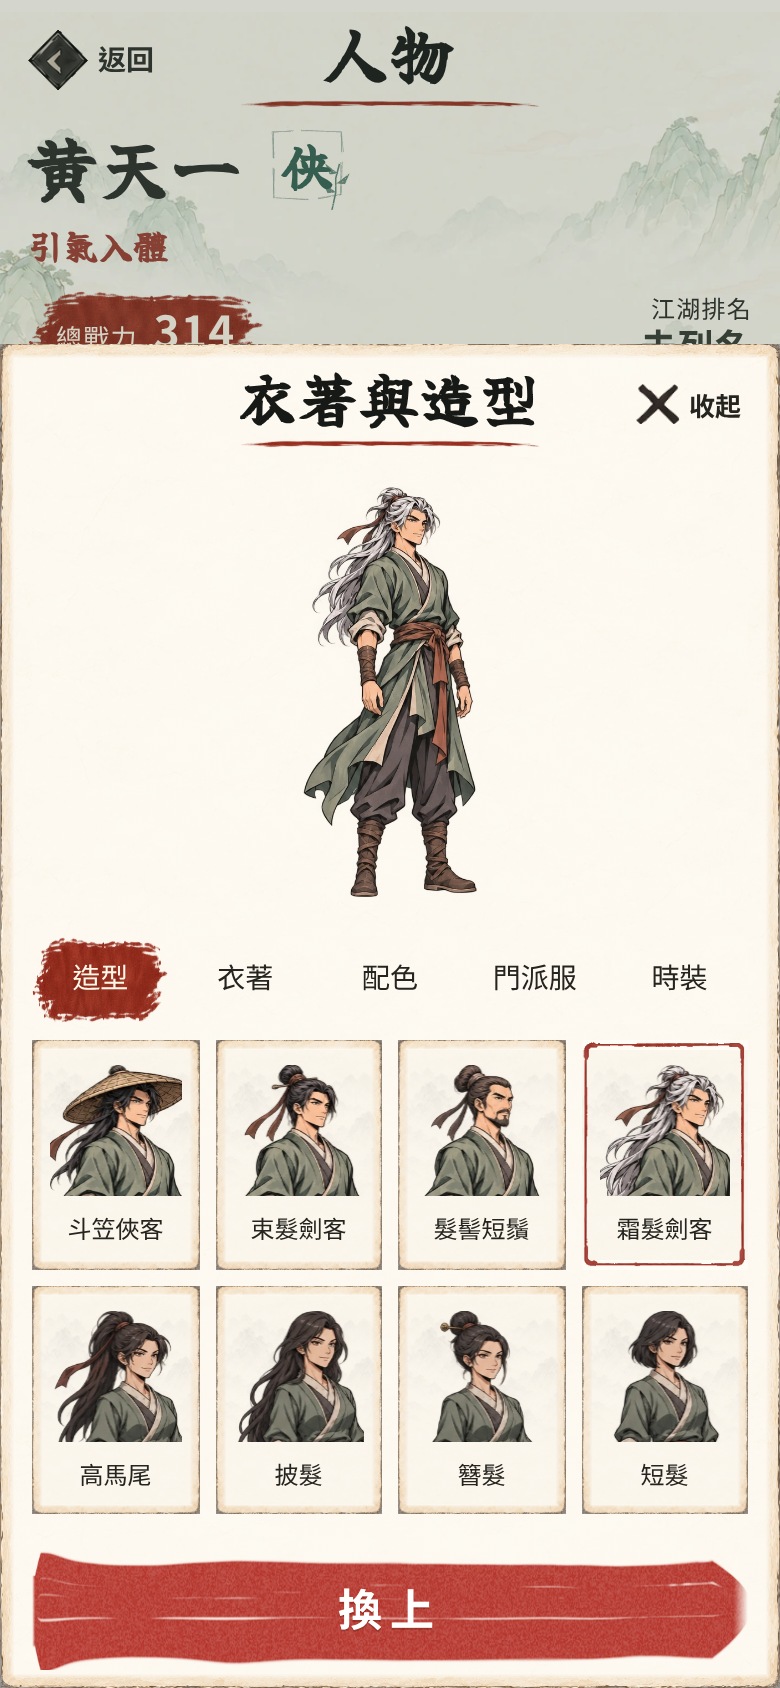 返回
人物
黃天一 俠
引氣入體
總戰力 314
江湖排名
未列名
衣著與造型
收起
造型 衣著 配色 門派服 時裝
斗笠俠客 束髮劍客 髮髻短鬚 霜髮劍客
高馬尾 披髮 簪髮 短髮
換上